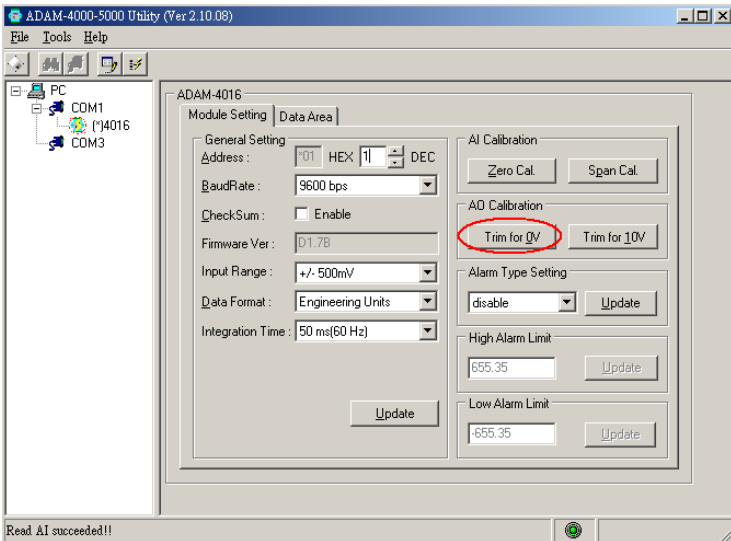 ADAM-4000-5000 Utility (Ver 2.10.08)
File Tools Help
PC
COM1
(*)4016
COM3
ADAM-4016
Module Setting
Data Area
General Setting
Address : *01 HEX 1 DEC
BaudRate : 9600 bps
CheckSum : Enable
Firmware Ver : D1.7B
Input Range : +/- 500mV
Data Format : Engineering Units
Integration Time : 50 ms(60 Hz)
Update
AI Calibration
Zero Cal. Span Cal.
AO Calibration
Trim for 0V Trim for 10V
Alarm Type Setting
disable Update
High Alarm Limit
655.35 Update
Low Alarm Limit
-655.35 Update
Read AI succeeded!!